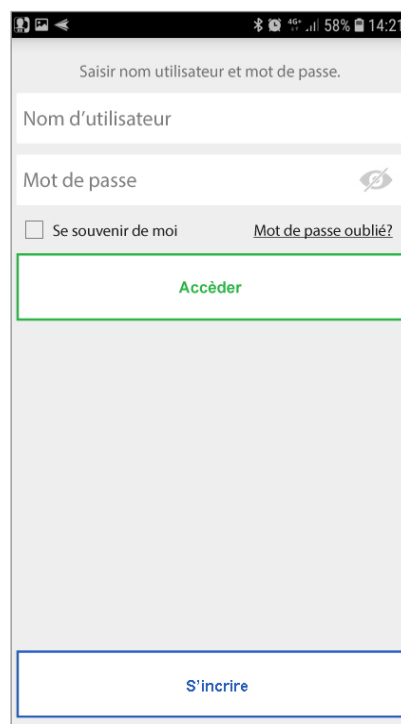 4G+ 58% 14:21
Saisir nom utilisateur et mot de passe.
Nom d'utilisateur
Mot de passe
Se souvenir de moi Mot de passe oublié?
Accèder
S'incrire